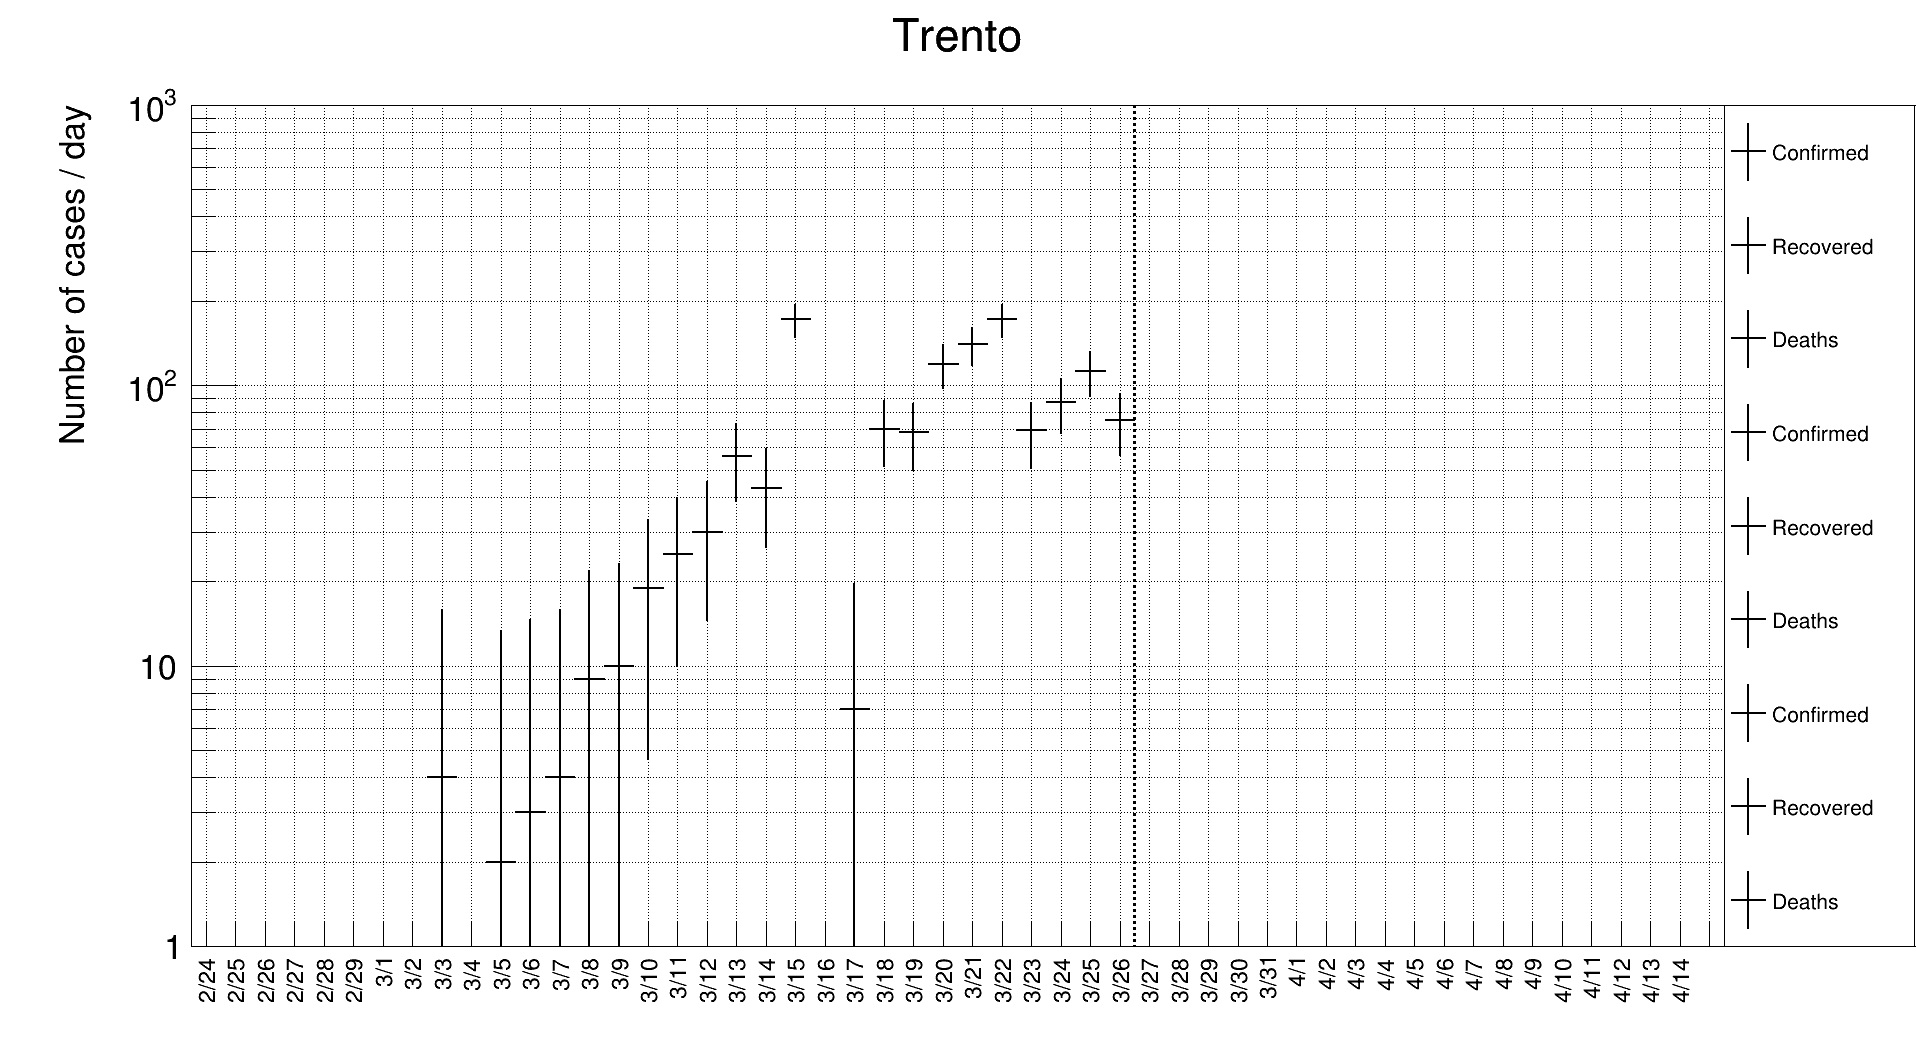 Trento
Number of cases / day
10³
10²
10
1
2/24 2/25 2/26 2/27 2/28 2/29 3/1 3/2 3/3 3/4 3/5 3/6 3/7 3/8 3/9 3/10 3/11 3/12 3/13 3/14 3/15 3/16 3/17 3/18 3/19 3/20 3/21 3/22 3/23 3/24 3/25 3/26 3/27 3/28 3/29 3/30 3/31 4/1 4/2 4/3 4/4 4/5 4/6 4/7 4/8 4/9 4/10 4/11 4/12 4/13 4/14
Confirmed
Recovered
Deaths
Confirmed
Recovered
Deaths
Confirmed
Recovered
Deaths